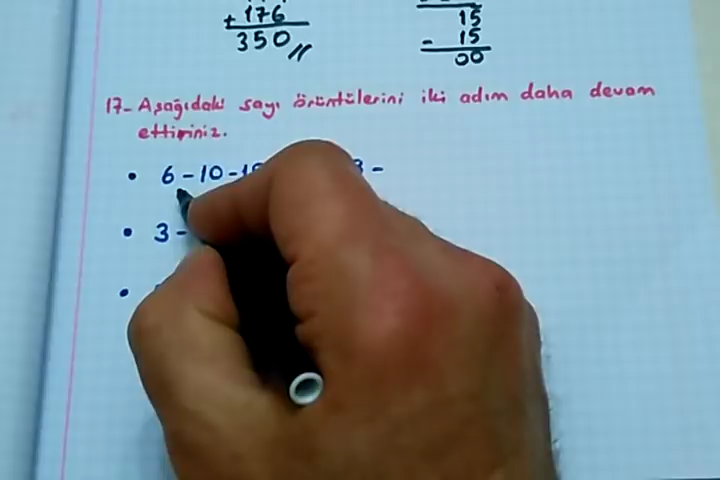 + 176
350
15
- 15
00
17- Aşağıdaki sayı örüntülerini iki adım daha devam
ettiriniz.
• 6 - 10 -
• 3 -
•